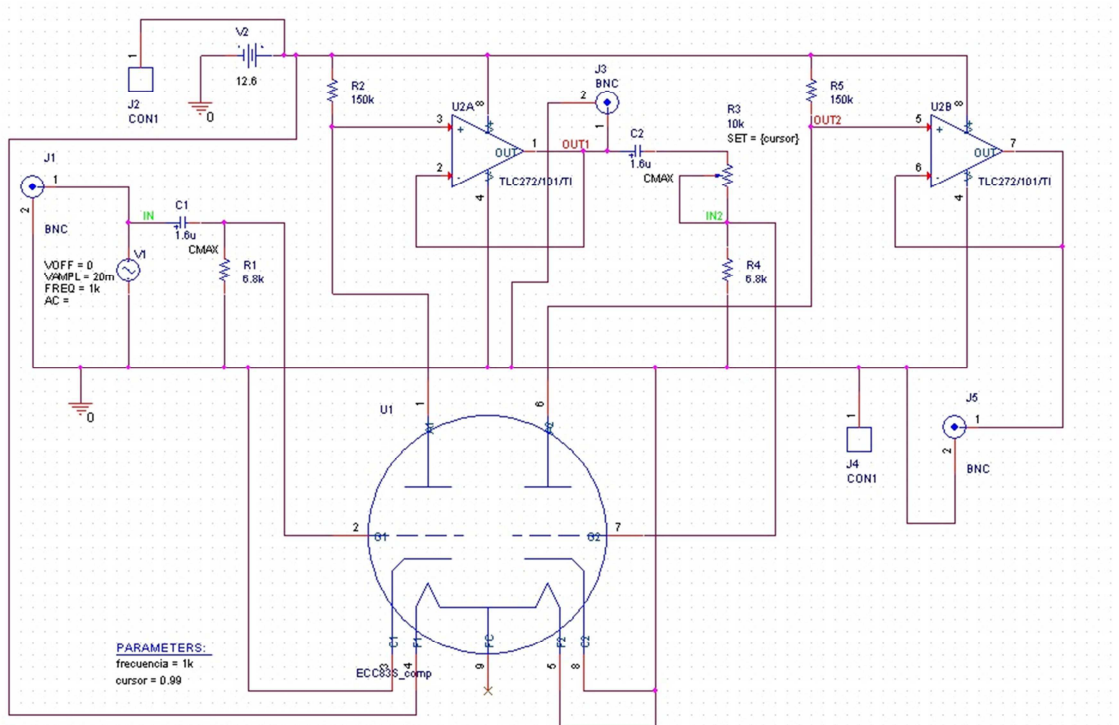 V2
12.6
0
1
J2
CON1
J1
1
2
BNC
IN
C1
1.6u
CMAX
V1
VOFF = 0
VAMPL = 20m
FREQ = 1k
AC =
R1
6.8k
0
R2
150k
U2A
8
3
+
2
-
4
OUT
1
TLC272/101/TI
OUT1
J3
BNC
2
1
C2
1.6u
CMAX
R3
10k
SET = {cursor}
IN2
R4
6.8k
R5
150k
OUT2
U2B
8
5
+
6
-
4
OUT
7
TLC272/101/TI
J4
CON1
1
J5
1
2
BNC
U1
1
A1
6
A2
2
G1
G2
7
C1
F1
FC
F2
C2
3
4
9
5
8
ECC83S_comp
PARAMETERS:
frecuencia = 1k
cursor = 0.99